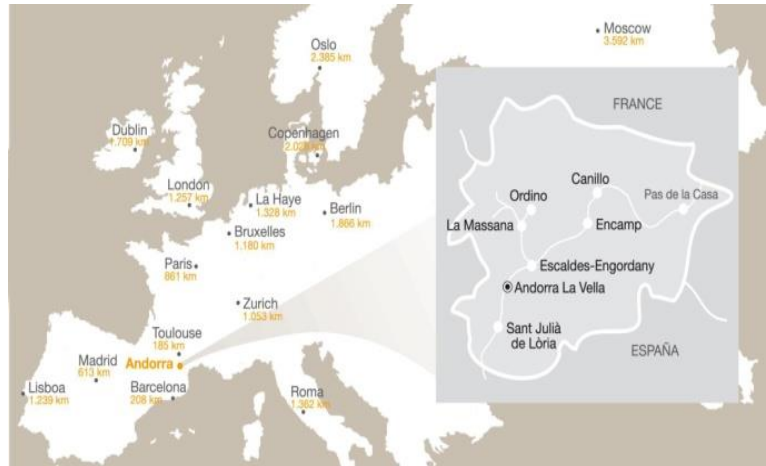 Moscow
3.592 km
Oslo
2.385 km
Dublin
1.709 km
Copenhagen
London
1.257 km
La Haye
1.328 km
Berlin
1.866 km
Bruxelles
1.180 km
Paris
861 km
Zurich
1.053 km
Toulouse
185 km
Andorra
Madrid
613 km
Barcelona
208 km
Lisboa
1.239 km
Roma
1.362 km
FRANCE
Canillo
Ordino
Pas de la Casa
La Massana
Encamp
Escaldes-Engordany
Andorra La Vella
Sant Julià
de Lòria
ESPAÑA